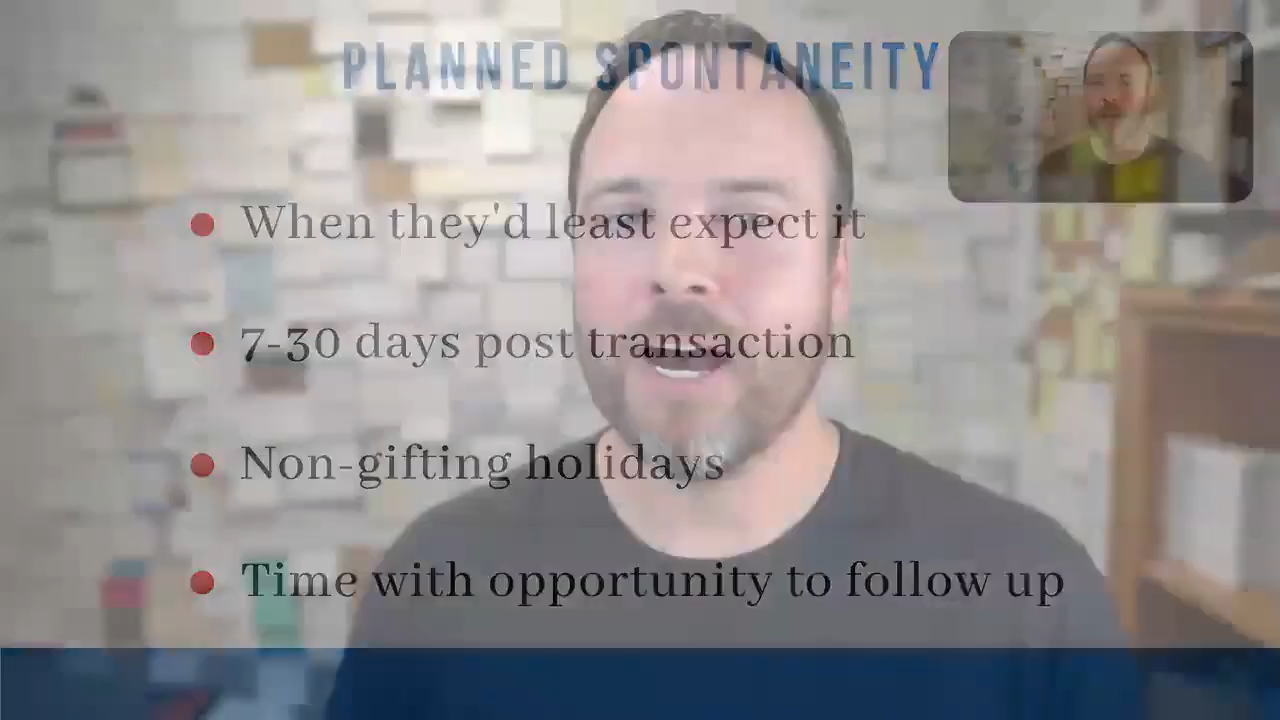 PLANNED SPONTANEITY
When they'd least expect it
7-30 days post transaction
Non-gifting holidays
Time with opportunity to follow up